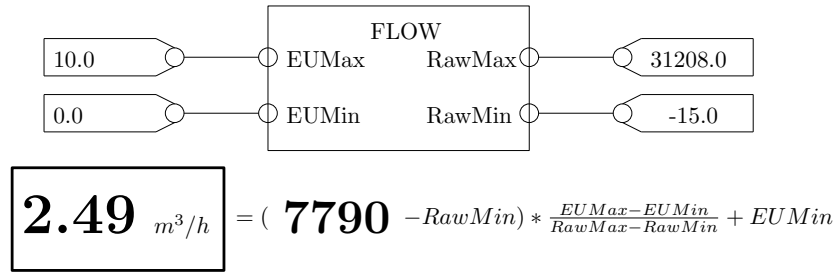 FLOW
10.0 EUMax RawMax 31208.0
0.0 EUMin RawMin -15.0
2.49 m³/h = ( 7790 −RawMin) ∗ \frac{EUMax−EUMin}{RawMax−RawMin} + EUMin